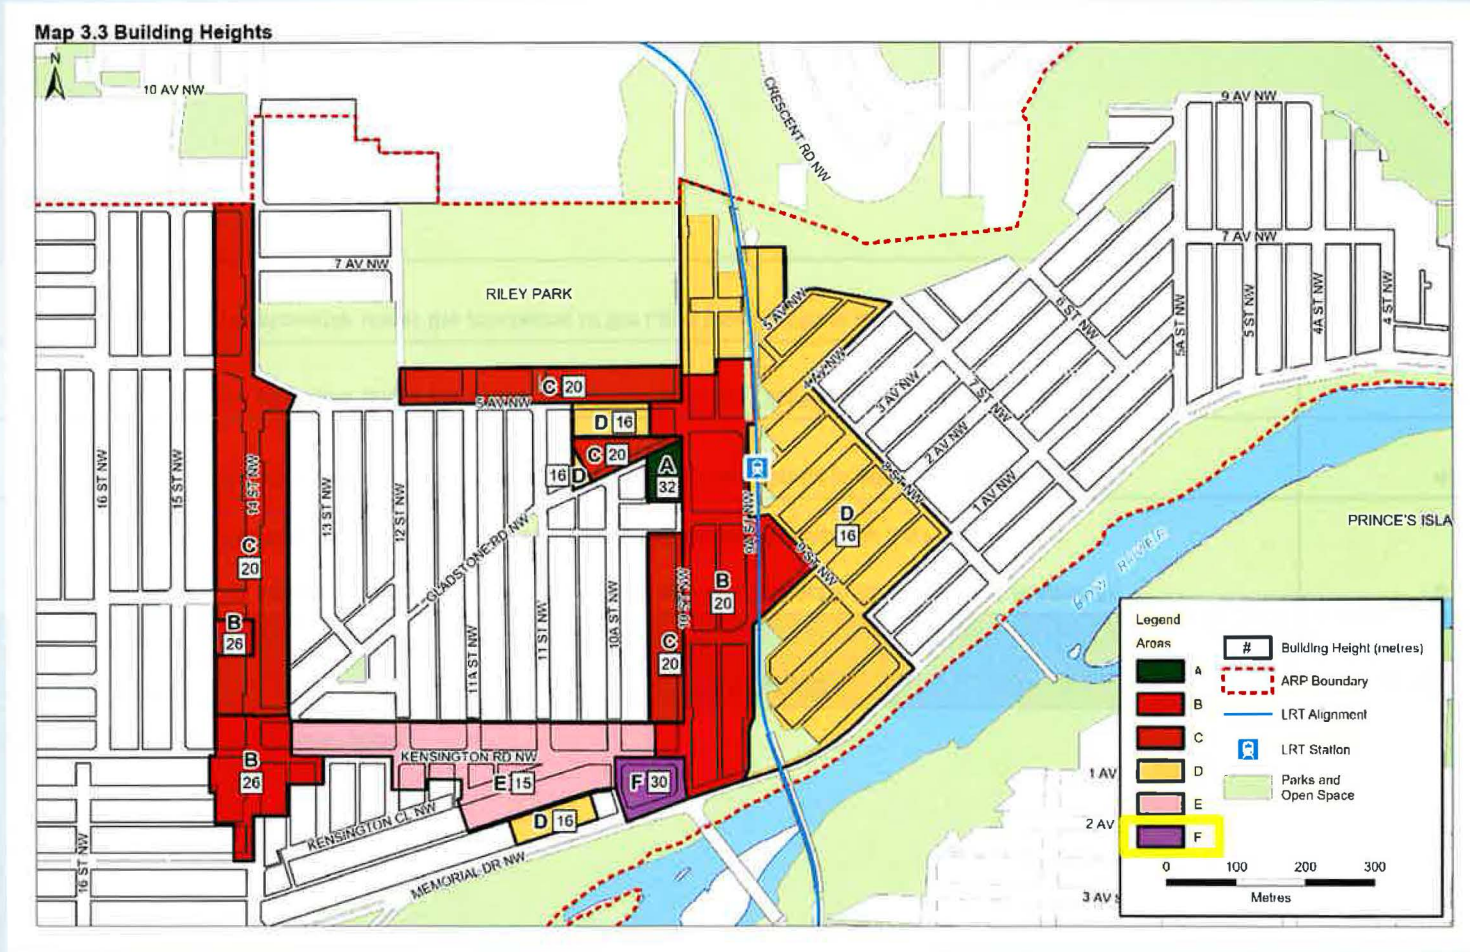 Map 3.3 Building Heights
N
10 AV NW
CRESCENT RD NW
9 AV NW
7 AV NW
7 AV NW
RILEY PARK
5 AV NW
6 ST NW
5A ST NW
5 ST NW
4A ST NW
4 ST NW
4 AV NW
3 AV NW
7 ST NW
C 20
5 AV NW
D 16
C 20
2 AV NW
16 ST NW
15 ST NW
14 ST NW
16 D
A
32
8 ST NW
1 AV NW
13 ST NW
12 ST NW
GLADSTONE RD NW
9A ST NW
D
16
PRINCE'S ISLA
C
20
9 ST NW
BOW RIVER
B
20
10 ST NW
B
26
11A ST NW
11 ST NW
10A ST NW
C
20
KENSINGTON RD NW
B
26
E 15
F 30
KENSINGTON CL NW
D 16
16 ST NW
MEMORIAL DR NW
1 AV
2 AV
3 AV S
Legend
Areas
A
B
C
D
E
F
# Building Height (metres)
ARP Boundary
LRT Alignment
LRT Station
Parks and
Open Space
0 100 200 300
Metres